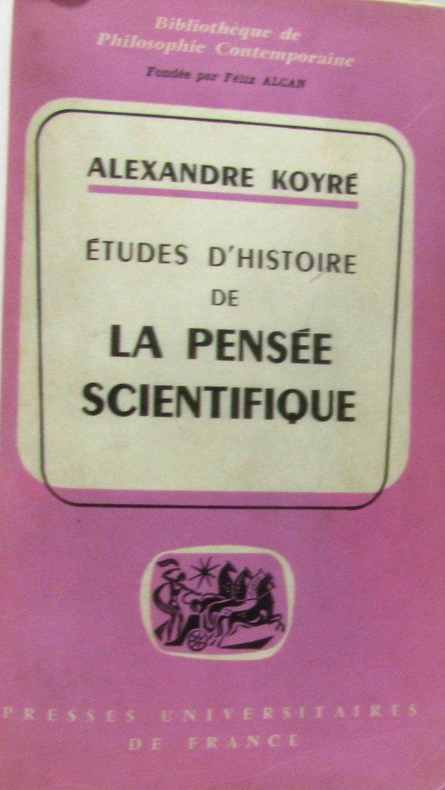 Bibliothèque de
Philosophie Contemporaine
Fondée par Félix ALCAN
ALEXANDRE KOYRÉ
ÉTUDES D'HISTOIRE
DE
LA PENSÉE
SCIENTIFIQUE
PRESSES UNIVERSITAIRES
DE FRANCE